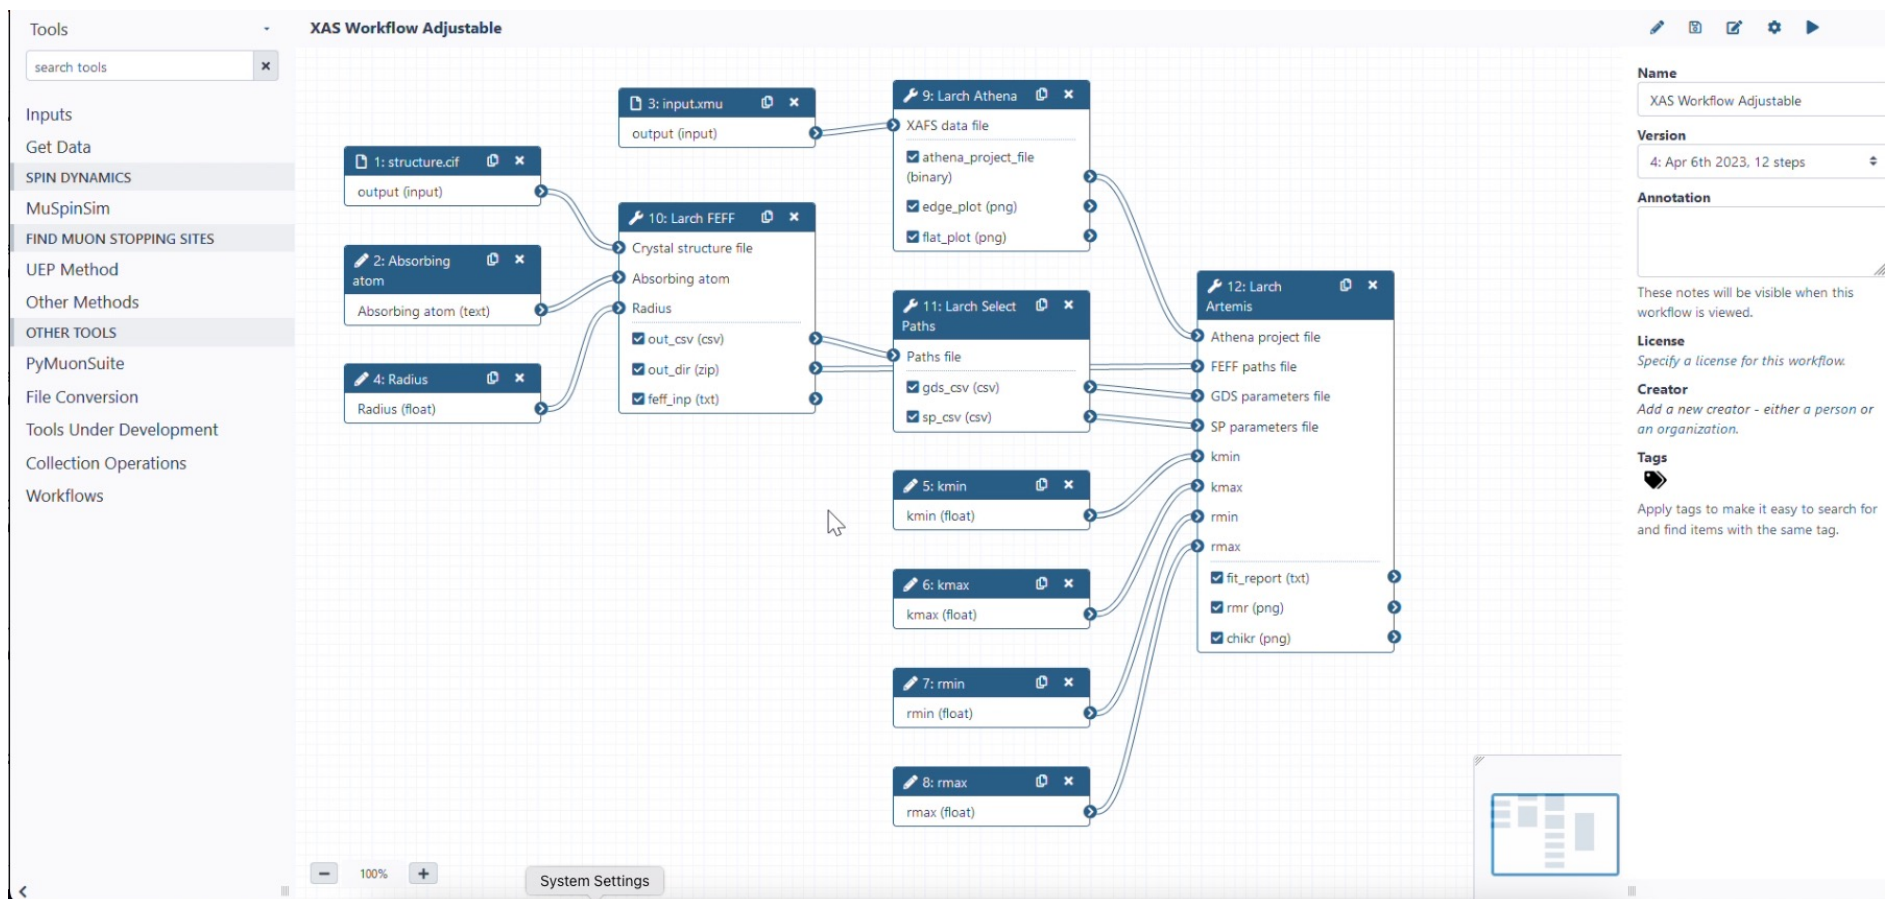 Tools
search tools
Inputs
Get Data
SPIN DYNAMICS
MuSpinSim
FIND MUON STOPPING SITES
UEP Method
Other Methods
OTHER TOOLS
PyMuonSuite
File Conversion
Tools Under Development
Collection Operations
Workflows
XAS Workflow Adjustable
1: structure.cif
output (input)
2: Absorbing
atom
Absorbing atom (text)
4: Radius
Radius (float)
3: input.xmu
output (input)
10: Larch FEFF
Crystal structure file
Absorbing atom
Radius
out_csv (csv)
out_dir (zip)
feff_inp (txt)
9: Larch Athena
XAFS data file
athena_project_file
(binary)
edge_plot (png)
flat_plot (png)
11: Larch Select
Paths
Paths file
gds_csv (csv)
sp_csv (csv)
5: kmin
kmin (float)
6: kmax
kmax (float)
7: rmin
rmin (float)
8: rmax
rmax (float)
12: Larch
Artemis
Athena project file
FEFF paths file
GDS parameters file
SP parameters file
kmin
kmax
rmin
rmax
fit_report (txt)
rmr (png)
chikr (png)
100%
System Settings
Name
XAS Workflow Adjustable
Version
4: Apr 6th 2023, 12 steps
Annotation
These notes will be visible when this
workflow is viewed.
License
Specify a license for this workflow.
Creator
Add a new creator - either a person or
an organization.
Tags
Apply tags to make it easy to search for
and find items with the same tag.